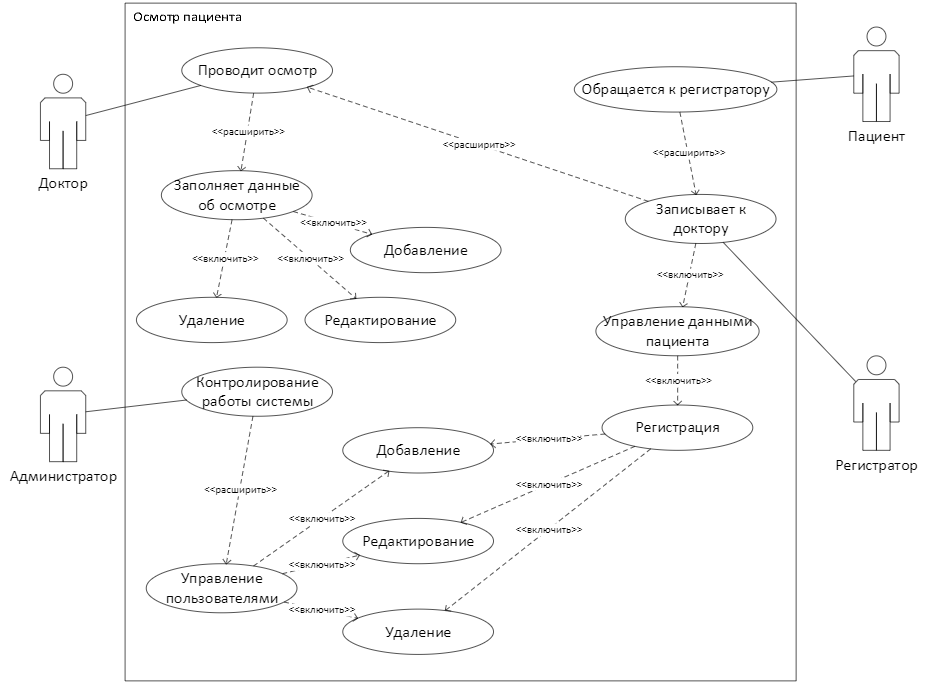 Осмотр пациента
Проводит осмотр
Обращается к регистратору
Доктор
Пациент
<<расширить>>
<<расширить>>
<<расширить>>
Заполняет данные
об осмотре
Записывает к
доктору
<<включить>>
Добавление
<<включить>>
<<включить>>
<<включить>>
Удаление
Редактирование
Управление данными
пациента
Контролирование
работы системы
<<включить>>
Администратор
Регистратор
Регистрация
Добавление
<<включить>>
<<расширить>>
<<включить>>
<<включить>>
<<включить>>
Редактирование
<<включить>>
Управление
пользователями
<<включить>>
Удаление